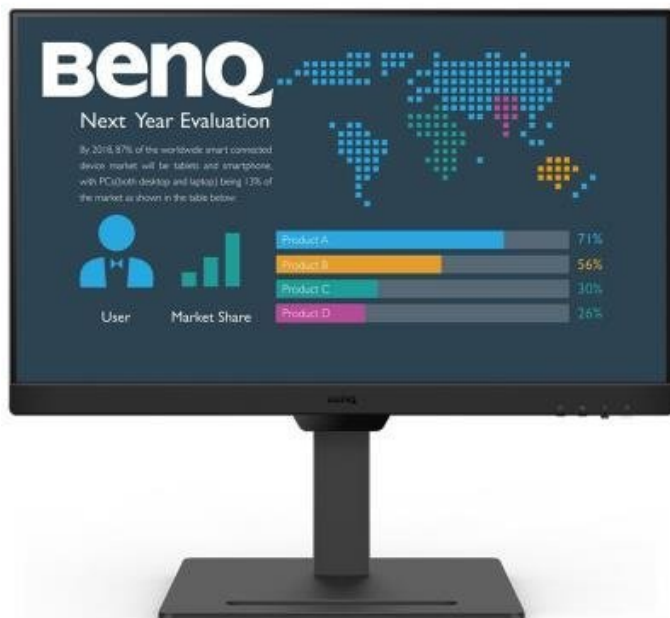 BenQ
Next Year Evaluation
By 2018, 87% of the worldwide smart connected
device market will be tablets and smartphone,
with PCs(both desktop and laptop) being 13% of
the market as shown in the table below
Product A 71%
Product B 56%
Product C 30%
Product D 26%
User Market Share
BenQ